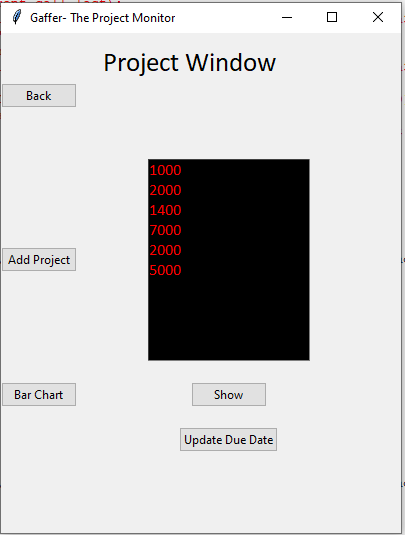 Gaffer- The Project Monitor
Project Window
Back
1000
2000
1400
7000
2000
5000
Add Project
Bar Chart
Show
Update Due Date